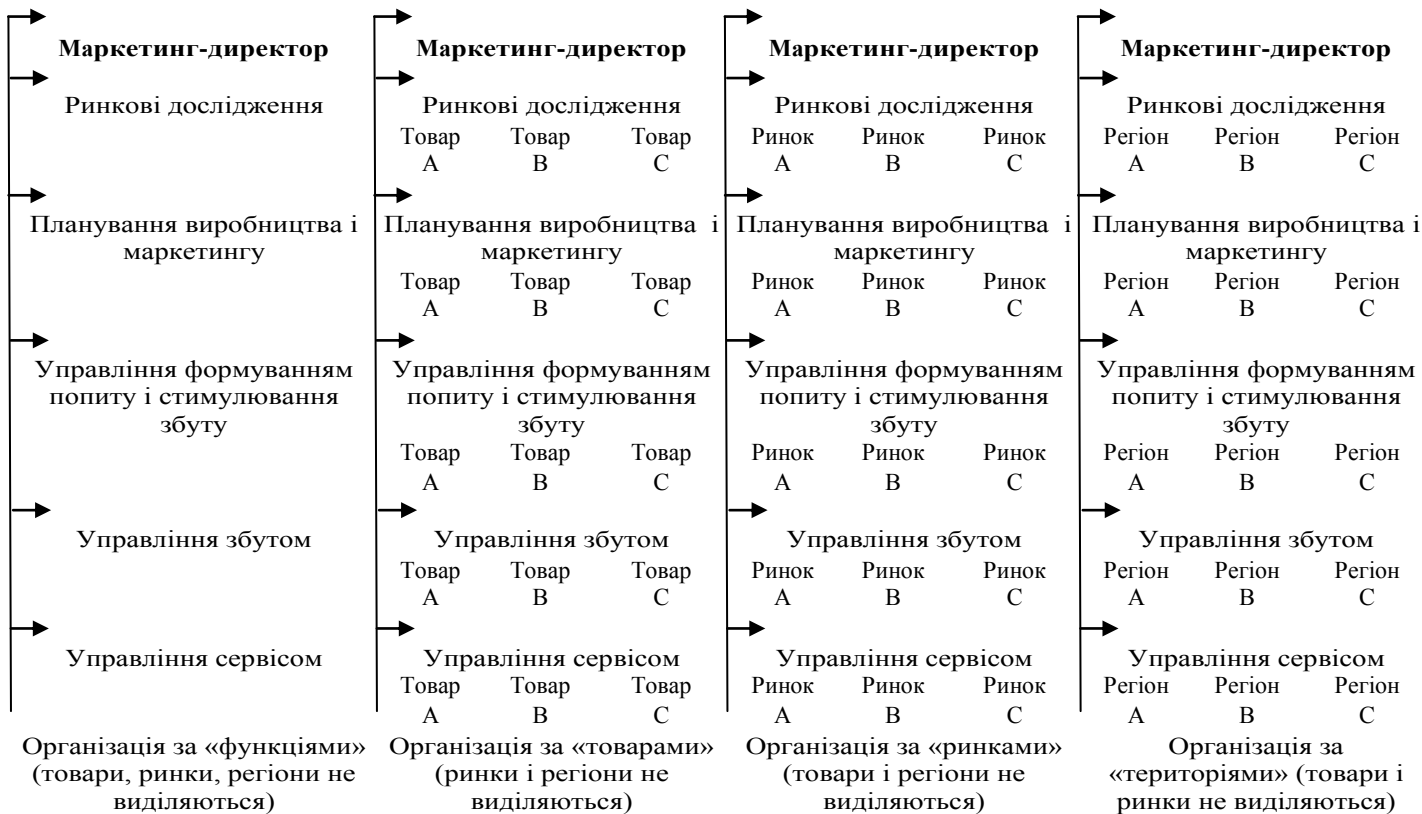 Маркетинг-директор
Ринкові дослідження
Планування виробництва і
маркетингу
Управління формуванням
попиту і стимулювання
збуту
Управління збутом
Управління сервісом
Організація за «функціями»
(товари, ринки, регіони не
виділяються)
Маркетинг-директор
Ринкові дослідження
Товар Товар Товар
А В С
Планування виробництва і
маркетингу
Товар Товар Товар
А В С
Управління формуванням
попиту і стимулювання
збуту
Товар Товар Товар
А В С
Управління збутом
Товар Товар Товар
А В С
Управління сервісом
Товар Товар Товар
А В С
Організація за «товарами»
(ринки і регіони не
виділяються)
Маркетинг-директор
Ринкові дослідження
Ринок Ринок Ринок
А В С
Планування виробництва і
маркетингу
Ринок Ринок Ринок
А В С
Управління формуванням
попиту і стимулювання
збуту
Ринок Ринок Ринок
А В С
Управління збутом
Ринок Ринок Ринок
А В С
Управління сервісом
Ринок Ринок Ринок
А В С
Організація за «ринками»
(товари і регіони не
виділяються)
Маркетинг-директор
Ринкові дослідження
Регіон Регіон Регіон
А В С
Планування виробництва і
маркетингу
Регіон Регіон Регіон
А В С
Управління формуванням
попиту і стимулювання
збуту
Регіон Регіон Регіон
А В С
Управління збутом
Регіон Регіон Регіон
А В С
Управління сервісом
Регіон Регіон Регіон
А В С
Організація за
«територіями» (товари і
ринки не виділяються)